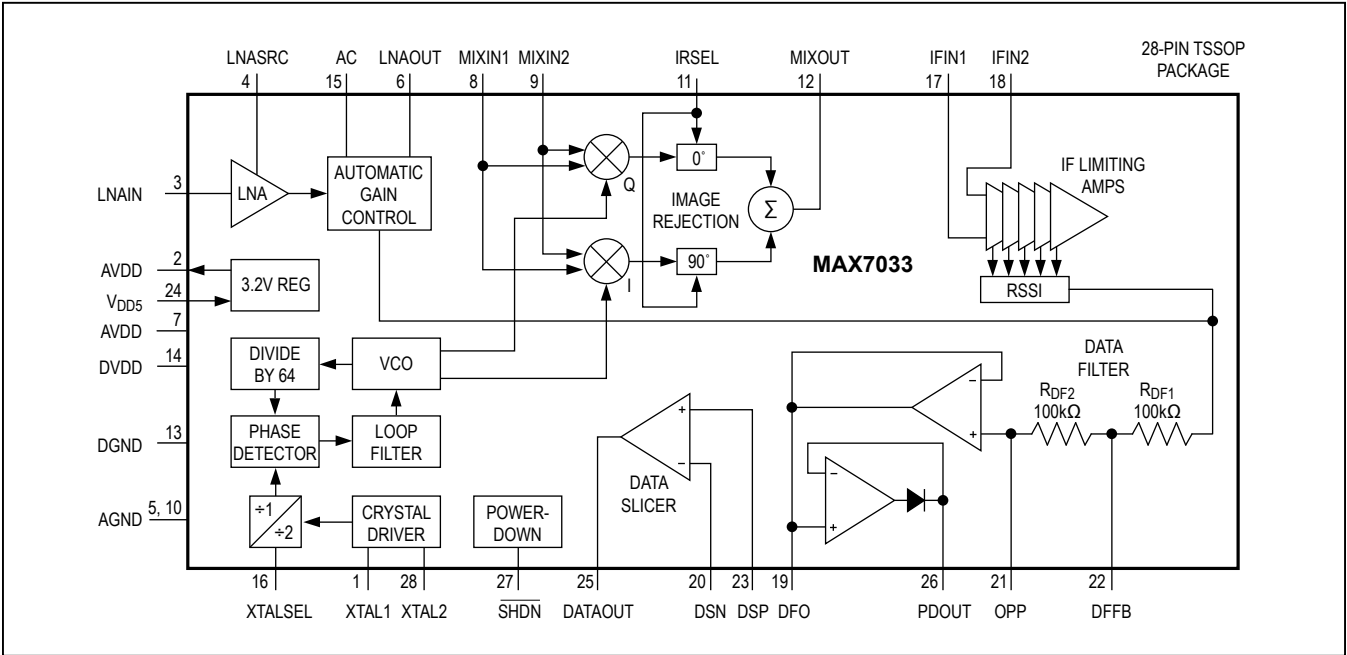 28-PIN TSSOP
PACKAGE
LNASRC
4
AC
15
LNAOUT
6
MIXIN1
8
MIXIN2
9
IRSEL
11
MIXOUT
12
IFIN1
17
IFIN2
18
LNAIN
3
LNA
AUTOMATIC
GAIN
CONTROL
Q
0°
IMAGE
REJECTION
Σ
I
90°
MAX7033
IF LIMITING
AMPS
RSSI
AVDD
2
VDD5
24
3.2V REG
AVDD
7
DVDD
14
DGND
13
AGND
5, 10
DIVIDE
BY 64
VCO
PHASE
DETECTOR
LOOP
FILTER
÷1
÷2
CRYSTAL
DRIVER
POWER-
DOWN
+
−
DATA
SLICER
−
+
−
+
DATA
FILTER
RDF2
100kΩ
RDF1
100kΩ
16
XTALSEL
1
XTAL1
28
XTAL2
27
SHDN
25
DATAOUT
20
DSN
23
DSP
19
DFO
26
PDOUT
21
OPP
22
DFFB